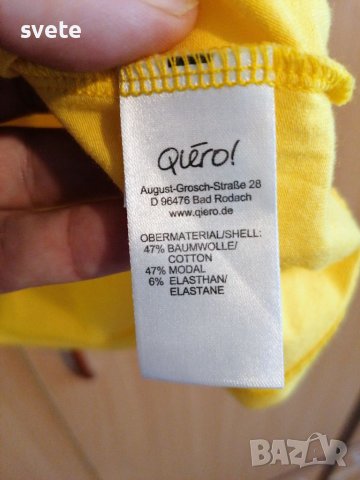 svete
Qiéro!
August-Grosch-Straße 28
D 96476 Bad Rodach
www.qiero.de
OBERMATERIAL/SHELL:
47% BAUMWOLLE/
COTTON
47% MODAL
6% ELASTHAN/
ELASTANE
BAZAR